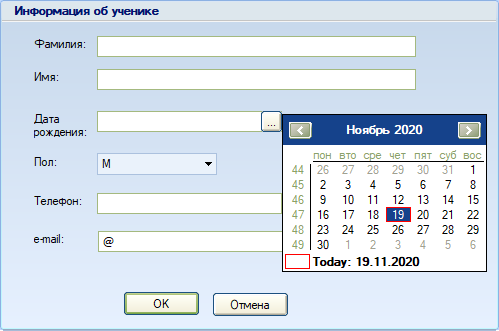 Информация об ученике
Фамилия:
Имя:
Дата
рождения:
...
Ноябрь 2020
пон вто сре чет пят суб вос
44 26 27 28 29 30 31 1
45 2 3 4 5 6 7 8
46 9 10 11 12 13 14 15
47 16 17 18 19 20 21 22
48 23 24 25 26 27 28 29
49 30 1 2 3 4 5 6
Today: 19.11.2020
Пол:
М
Телефон:
e-mail:
@
OK
Отмена